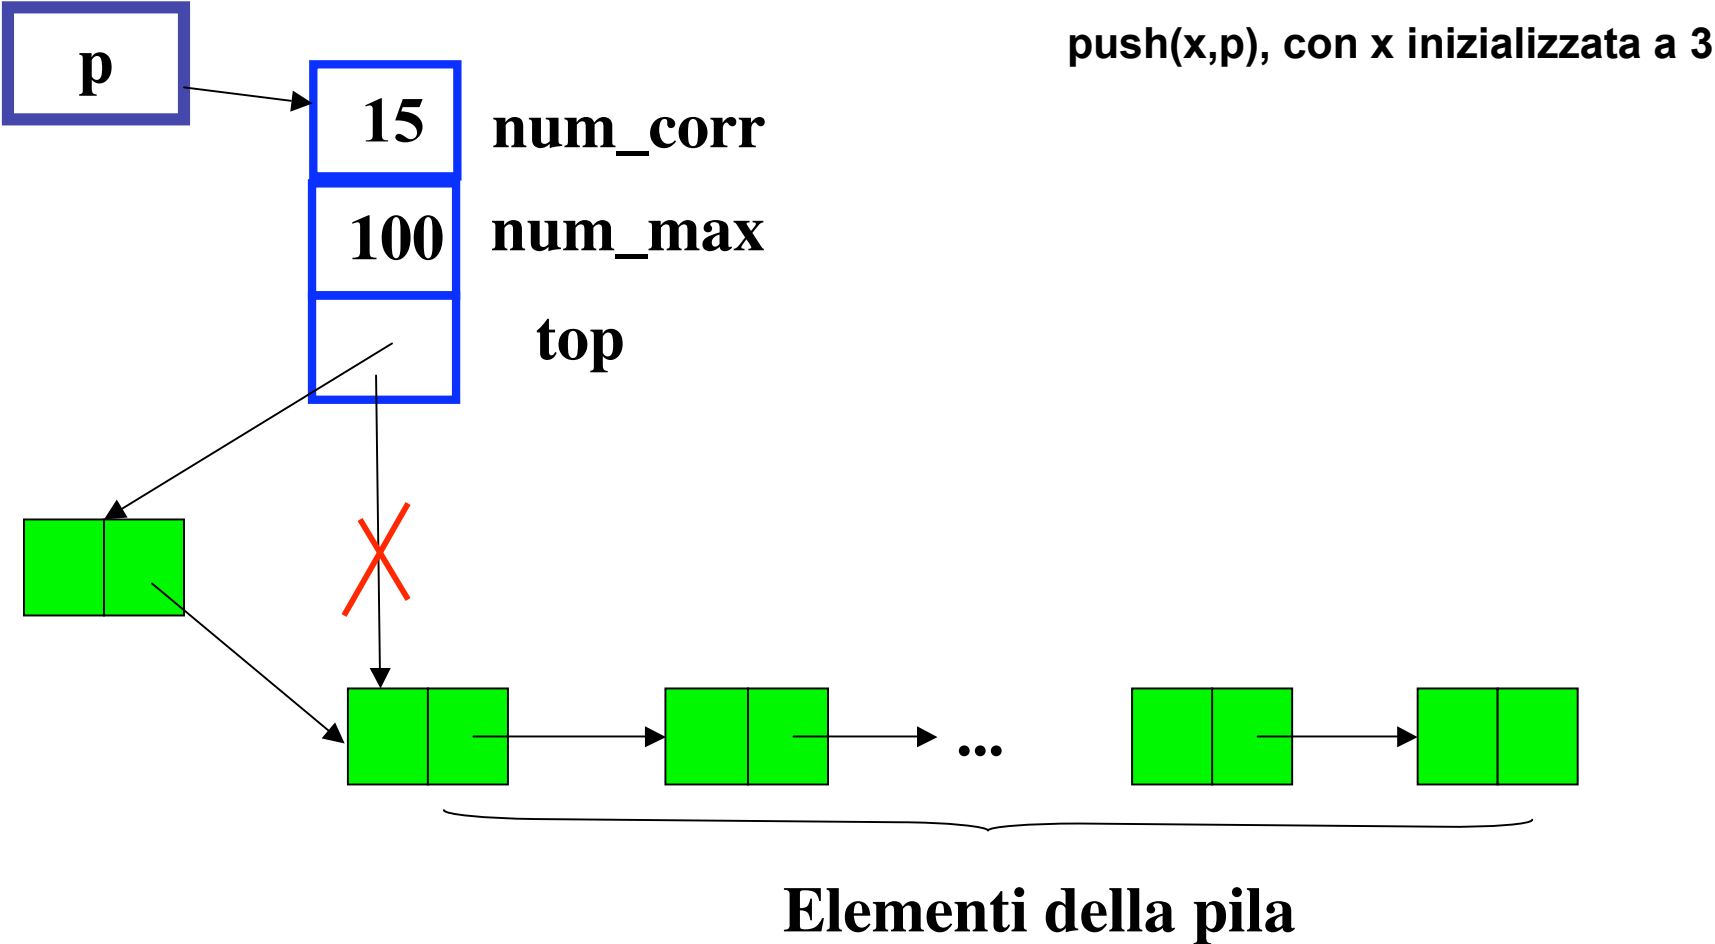 p
push(x,p), con x inizializzata a 3
15 num_corr
100 num_max
top
...
Elementi della pila